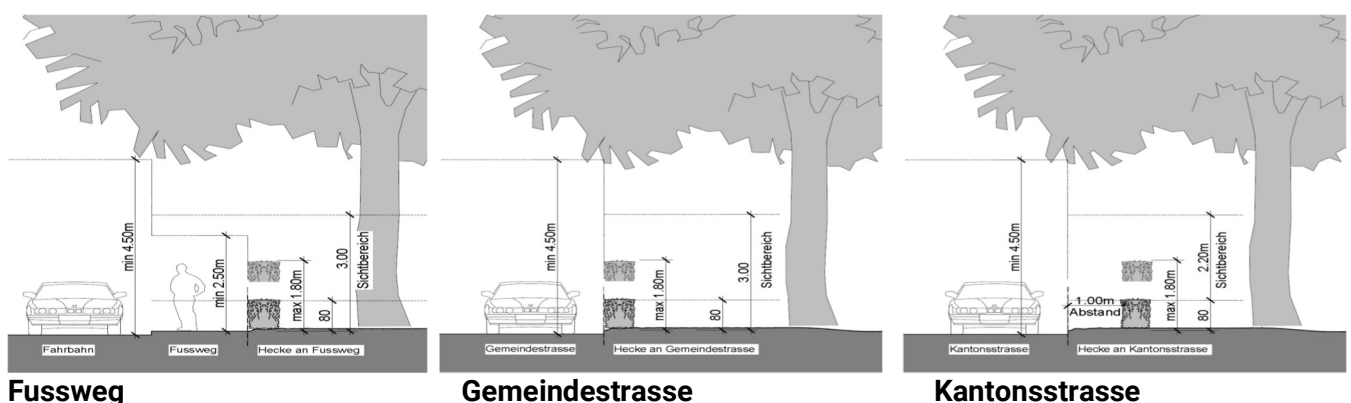 min 4.50m
min 2.50m
max 1.80m
80
3.00
Sichtbereich
Fahrbahn
Fussweg
Hecke an Fussweg
Fussweg
min 4.50m
max 1.80m
80
3.00
Sichtbereich
Gemeindestrasse
Hecke an Gemeindestrasse
Gemeindestrasse
min 4.50m
1.00m
Abstand
max 1.80m
80
2.20m
Sichtbereich
Kantonsstrasse
Hecke an Kantonsstrasse
Kantonsstrasse